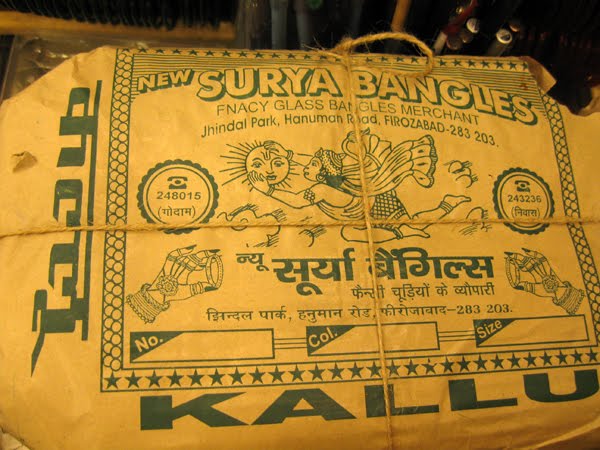 NEW SURYA BANGLES
FNACY GLASS BANGLES MERCHANT
Jhindal Park, Hanuman Road, FIROZABAD-283 203.
☎
248015
(गोदाम)
☎
243236
(निवास)
न्यू सूर्या बैंगिल्स
फैन्सी चूड़ियों के व्यौपारी
झिन्दल पार्क, हनुमान रोड, फीरोजाबाद-283 203.
No.
Col.
Size
KALLU